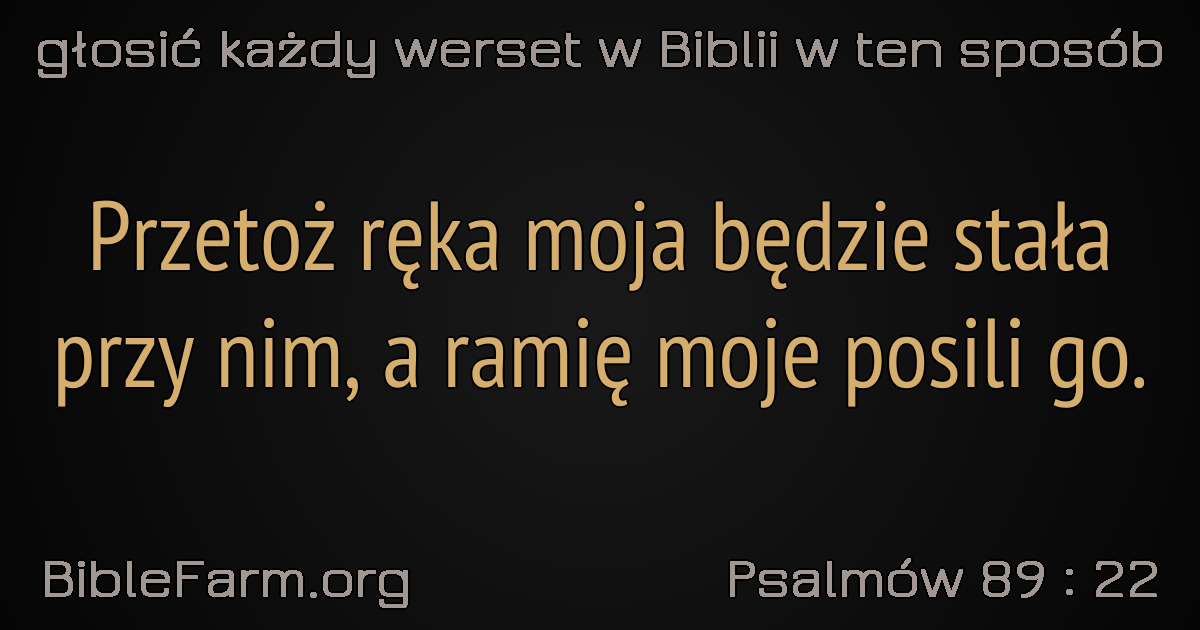 głosić każdy werset w Biblii w ten sposób
Przetoż ręka moja będzie stała
przy nim, a ramię moje posili go.
BibleFarm.org
Psalmów 89 : 22